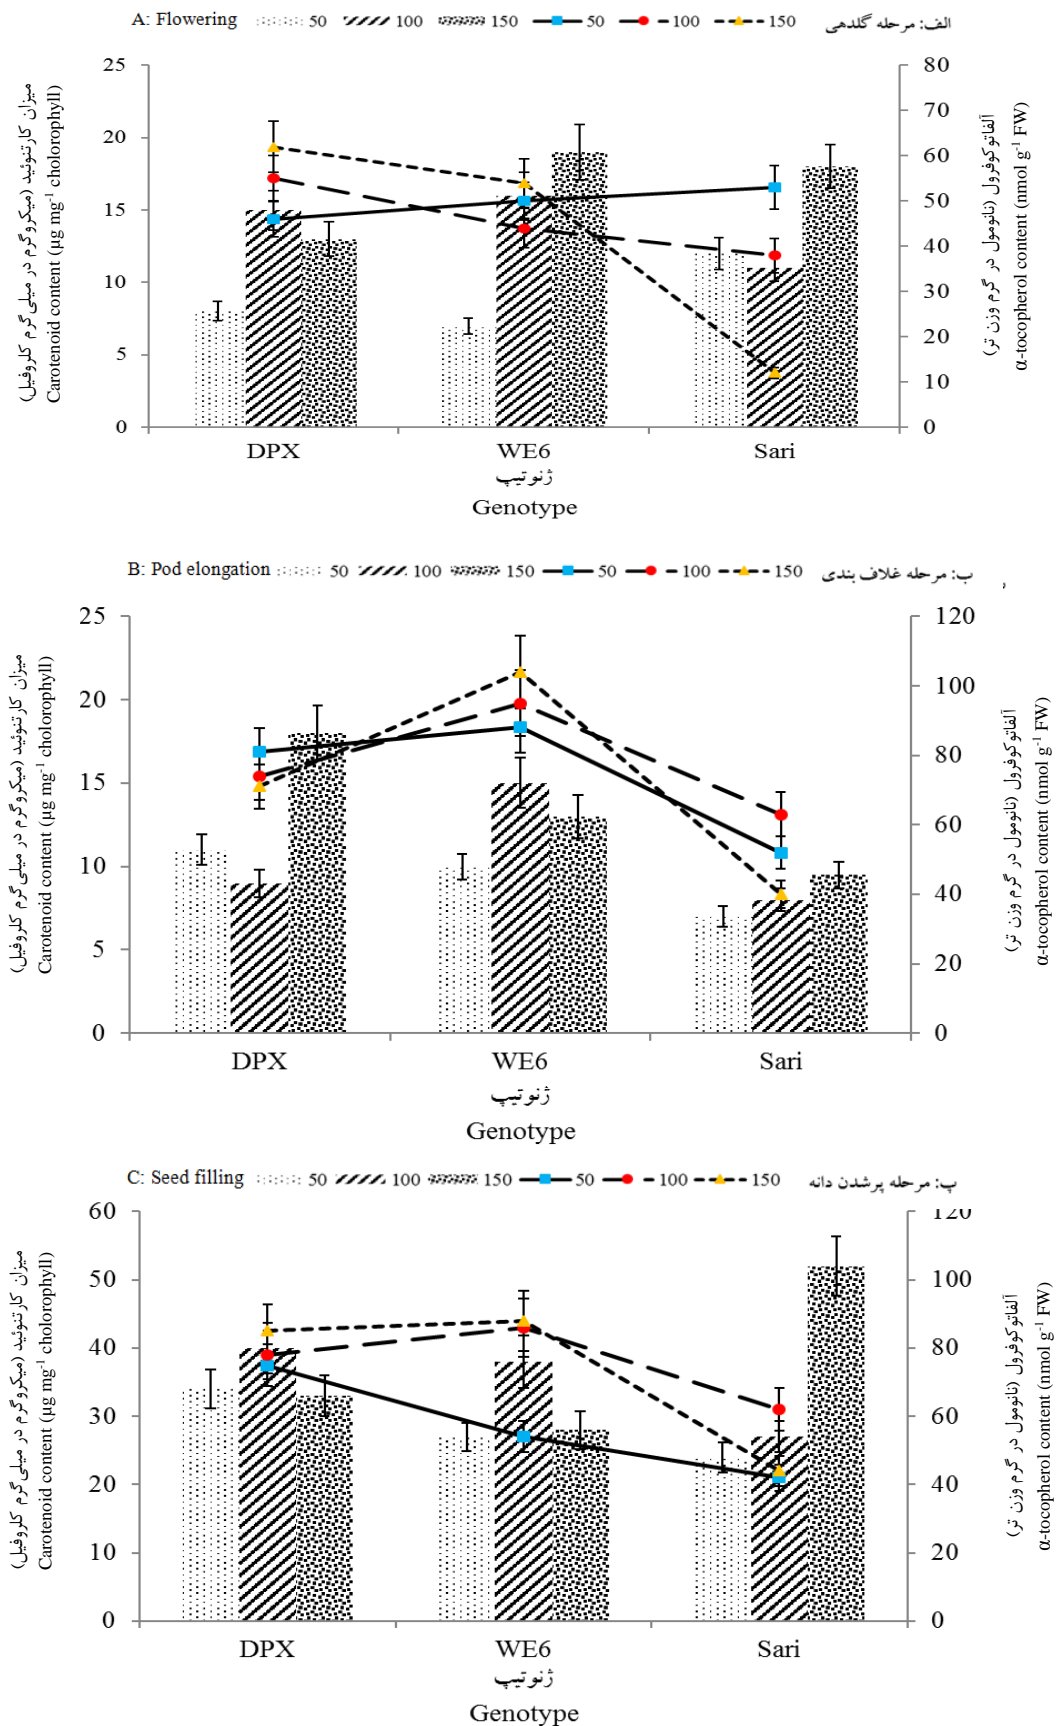 A: Flowering 50 100 150 50 100 150 الف: مرحله گلدهی
میزان کارتنوئید (میکروگرم در میلی‌گرم کلروفیل)
Carotenoid content (µg mg-1 cholorophyll)
25
20
15
10
5
0
80
70
60
50
40
30
20
10
0
آلفاتوکوفرول (نانومول در گرم وزن تر)
α-tocopherol content (nmol g-1 FW)
DPX WE6 Sari
ژنوتیپ
Genotype
B: Pod elongation 50 100 150 50 100 150 ب: مرحله غلاف بندی
میزان کارتنوئید (میکروگرم در میلی‌گرم کلروفیل)
Carotenoid content (µg mg-1 cholorophyll)
25
20
15
10
5
0
120
100
80
60
40
20
0
آلفاتوکوفرول (نانومول در گرم وزن تر)
α-tocopherol content (nmol g-1 FW)
DPX WE6 Sari
ژنوتیپ
Genotype
C: Seed filling 50 100 150 50 100 150 پ: مرحله پرشدن دانه
میزان کارتنوئید (میکروگرم در میلی‌گرم کلروفیل)
Carotenoid content (µg mg-1 cholorophyll)
60
50
40
30
20
10
0
120
100
80
60
40
20
0
آلفاتوکوفرول (نانومول در گرم وزن تر)
α-tocopherol content (nmol g-1 FW)
DPX WE6 Sari
ژنوتیپ
Genotype